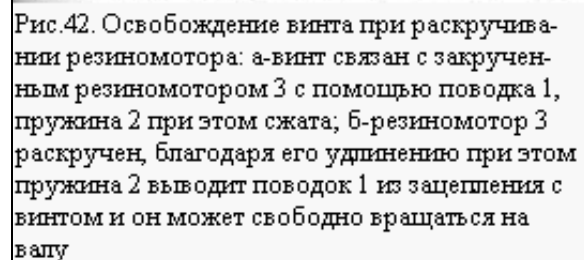 Рис.42. Освобождение винта при раскручива-
нии резиномотора: а-винт связан с закручен-
ным резиномотором 3 с помощью поводка 1,
пружина 2 при этом сжата; б-резиномотор 3
раскручен, благодаря его удлинению при этом
пружина 2 выводит поводок 1 из зацепления с
винтом и он может свободно вращаться на
валу